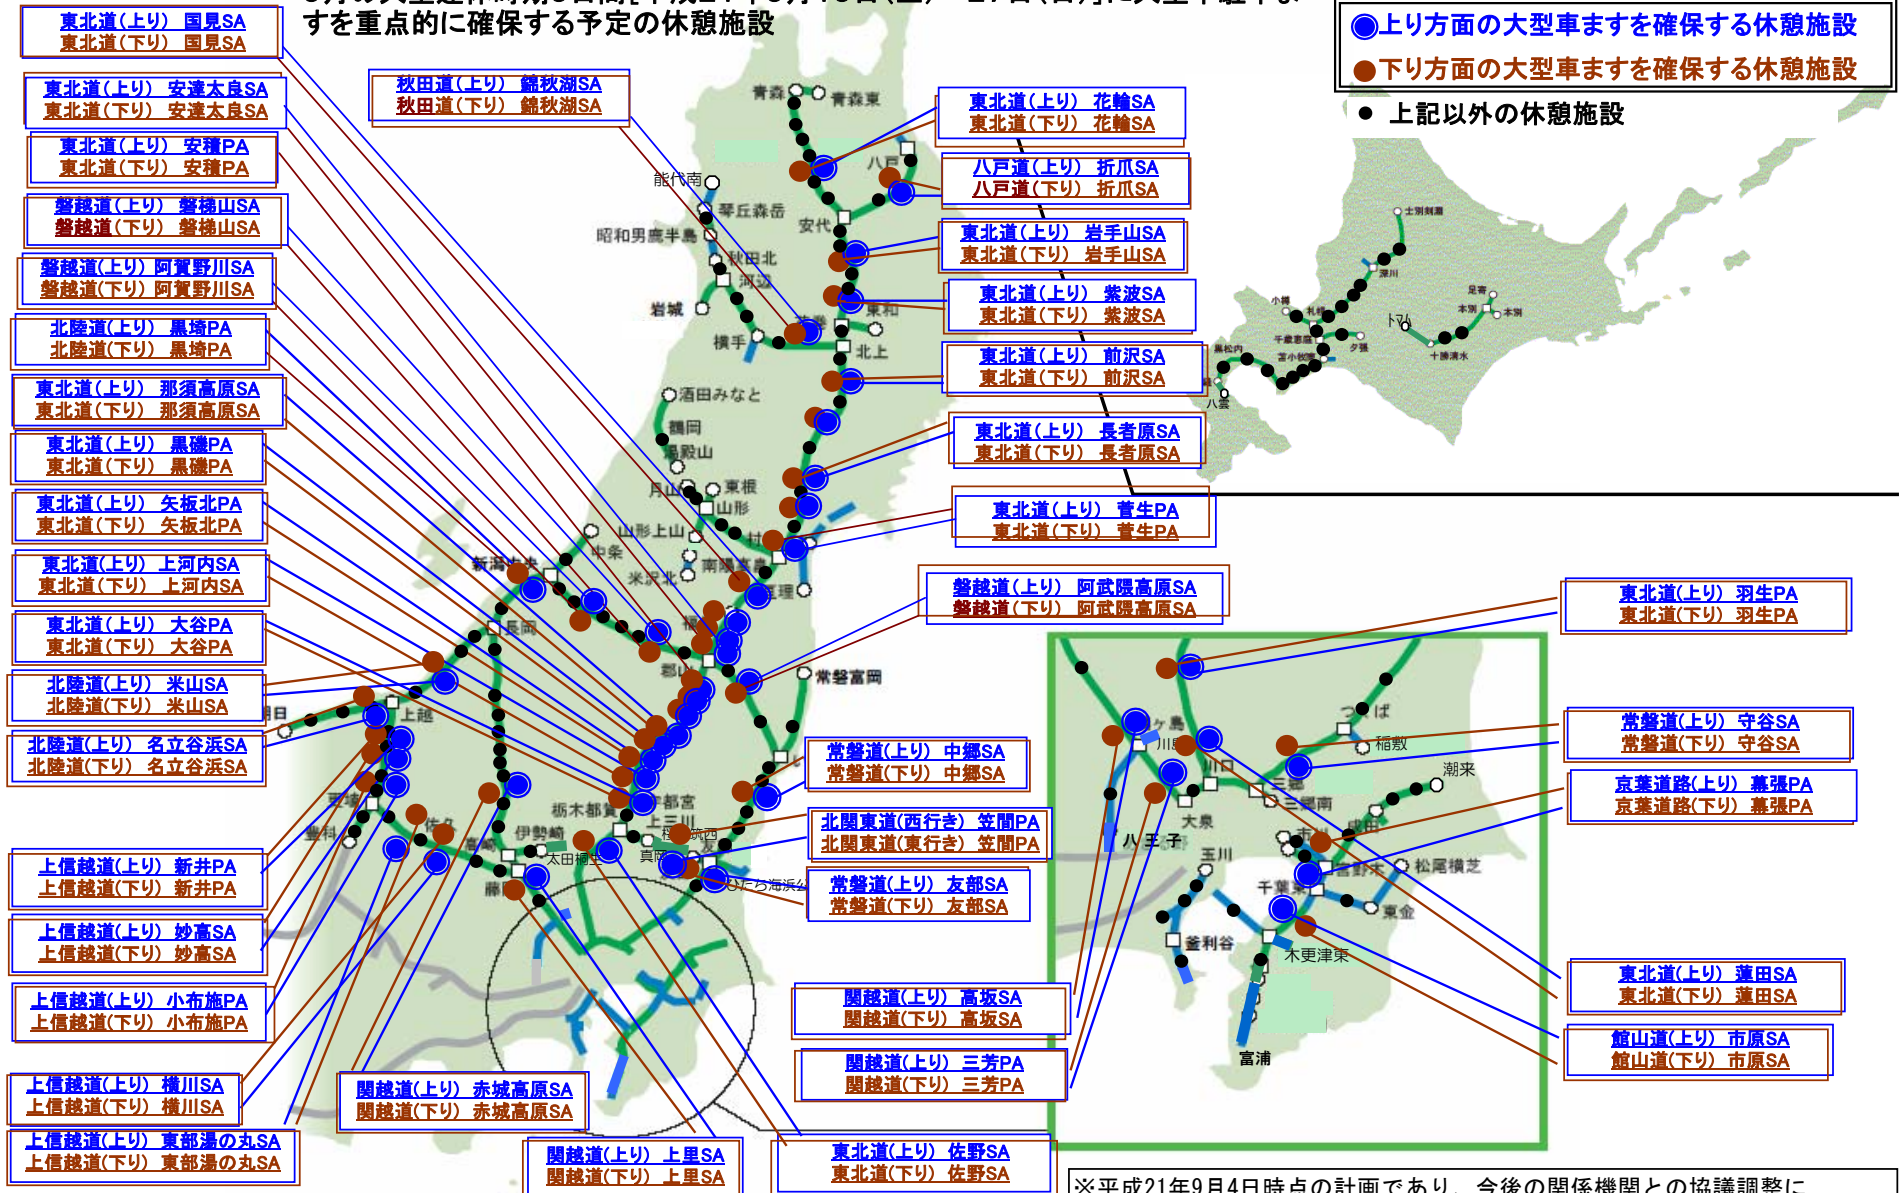 すを重点的に確保する予定の休憩施設
上り方面の大型車ますを確保する休憩施設
下り方面の大型車ますを確保する休憩施設
上記以外の休憩施設
東北道(上り) 国見SA
東北道(下り) 国見SA
東北道(上り) 安達太良SA
東北道(下り) 安達太良SA
東北道(上り) 安積PA
東北道(下り) 安積PA
磐越道(上り) 磐梯山SA
磐越道(下り) 磐梯山SA
磐越道(上り) 阿賀野川SA
磐越道(下り) 阿賀野川SA
北陸道(上り) 黒埼PA
北陸道(下り) 黒埼PA
東北道(上り) 那須高原SA
東北道(下り) 那須高原SA
東北道(上り) 黒磯PA
東北道(下り) 黒磯PA
東北道(上り) 矢板北PA
東北道(下り) 矢板北PA
東北道(上り) 上河内SA
東北道(下り) 上河内SA
東北道(上り) 大谷PA
東北道(下り) 大谷PA
北陸道(上り) 米山SA
北陸道(下り) 米山SA
北陸道(上り) 名立谷浜SA
北陸道(下り) 名立谷浜SA
上信越道(上り) 新井PA
上信越道(下り) 新井PA
上信越道(上り) 妙高SA
上信越道(下り) 妙高SA
上信越道(上り) 小布施PA
上信越道(下り) 小布施PA
上信越道(上り) 横川SA
上信越道(下り) 横川SA
上信越道(上り) 東部湯の丸SA
上信越道(下り) 東部湯の丸SA
秋田道(上り) 錦秋湖SA
秋田道(下り) 錦秋湖SA
東北道(上り) 花輪SA
東北道(下り) 花輪SA
八戸道(上り) 折爪SA
八戸道(下り) 折爪SA
東北道(上り) 岩手山SA
東北道(下り) 岩手山SA
東北道(上り) 紫波SA
東北道(下り) 紫波SA
東北道(上り) 前沢SA
東北道(下り) 前沢SA
東北道(上り) 長者原SA
東北道(下り) 長者原SA
東北道(上り) 菅生PA
東北道(下り) 菅生PA
磐越道(上り) 阿武隈高原SA
磐越道(下り) 阿武隈高原SA
常磐道(上り) 中郷SA
常磐道(下り) 中郷SA
北関東道(西行き) 笠間PA
北関東道(東行き) 笠間PA
常磐道(上り) 友部SA
常磐道(下り) 友部SA
関越道(上り) 高坂SA
関越道(下り) 高坂SA
関越道(上り) 三芳PA
関越道(下り) 三芳PA
関越道(上り) 赤城高原SA
関越道(下り) 赤城高原SA
関越道(上り) 上里SA
関越道(下り) 上里SA
東北道(上り) 佐野SA
東北道(下り) 佐野SA
東北道(上り) 羽生PA
東北道(下り) 羽生PA
常磐道(上り) 守谷SA
常磐道(下り) 守谷SA
京葉道路(上り) 幕張PA
京葉道路(下り) 幕張PA
東北道(上り) 蓮田SA
東北道(下り) 蓮田SA
館山道(上り) 市原SA
館山道(下り) 市原SA
青森
青森東
八戸
能代南
琴丘森岳
昭和男鹿半島
秋田北
河辺
岩城
安代
東和
横手
北上
酒田みなと
鶴岡
湯殿山
月山
東根
山形
山形上山
中条
米沢北
南陽高畠
亘理
長岡
上越
郡山
常磐富岡
豊科
佐久
高崎
伊勢崎
太田桐生
栃木都賀
宇都宮
上三川
真岡
川口
三郷
三郷南
つくば
稲敷
潮来
大泉
八王子
玉川
成田
宮野木
松尾横芝
千葉東
東金
釜利谷
木更津東
富浦
士別剣淵
深川
小樽
札幌
足寄
本別
本別
トマム
千歳恵庭
夕張
十勝清水
黒松内
苫小牧東
八雲
※平成21年9月4日時点の計画であり、今後の関係機関との協議調整に